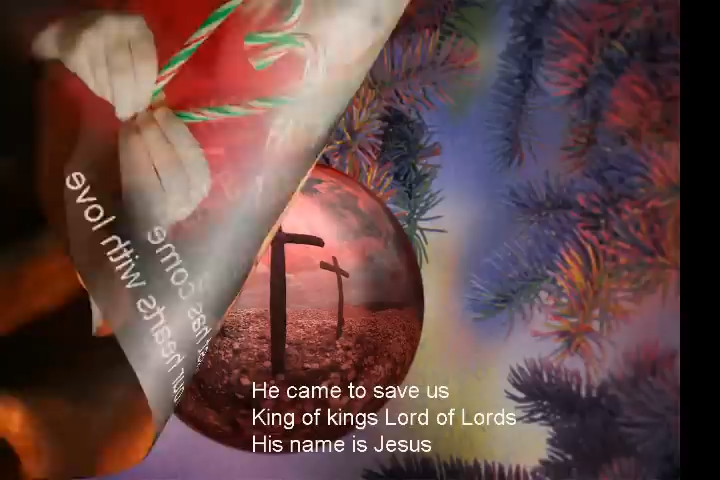 He came to save us
King of kings Lord of Lords
His name is Jesus
has come
our hearts with love